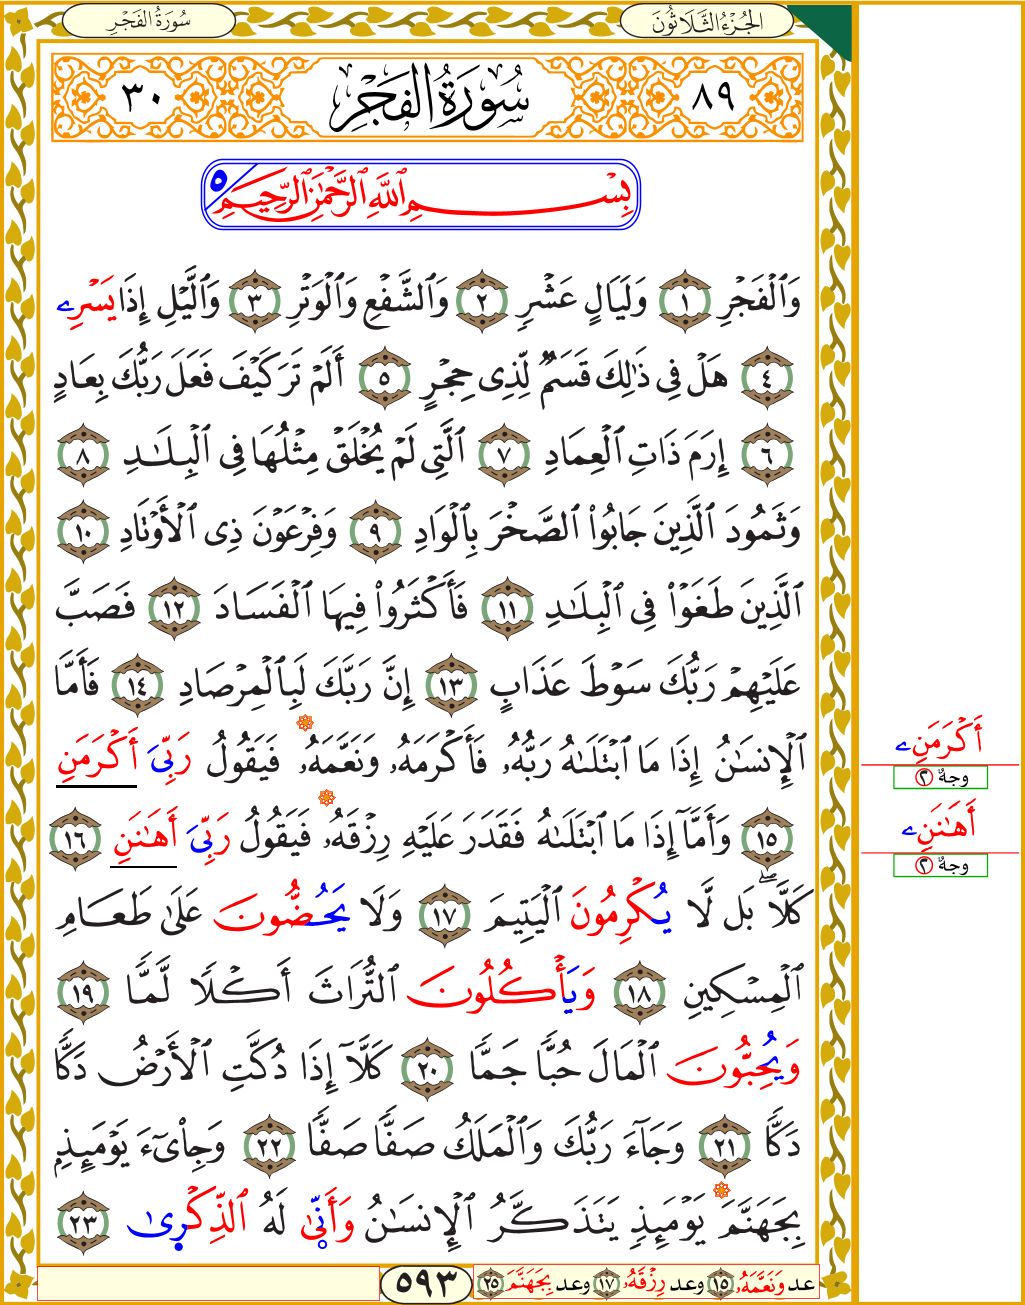 الجُزْءُ الثَّلَاثُونَ
سُورَةُ الفَجْرِ
٨٩
سُورَةُ الفَجْرِ
٣٠
بِسْمِ ٱللَّهِ ٱلرَّحْمَٰنِ ٱلرَّحِيمِ ٥
وَٱلْفَجْرِ ١ وَلَيَالٍ عَشْرٍ ٢ وَٱلشَّفْعِ وَٱلْوَتْرِ ٣ وَٱلَّيْلِ إِذَا يَسْرِۦ
٤ هَلْ فِى ذَٰلِكَ قَسَمٌ لِّذِى حِجْرٍ ٥ أَلَمْ تَرَ كَيْفَ فَعَلَ رَبُّكَ بِعَادٍ
٦ إِرَمَ ذَاتِ ٱلْعِمَادِ ٧ ٱلَّتِى لَمْ يُخْلَقْ مِثْلُهَا فِى ٱلْبِلَٰدِ ٨
وَثَمُودَ ٱلَّذِينَ جَابُوا۟ ٱلصَّخْرَ بِٱلْوَادِ ٩ وَفِرْعَوْنَ ذِى ٱلْأَوْتَادِ ١٠
ٱلَّذِينَ طَغَوْا۟ فِى ٱلْبِلَٰدِ ١١ فَأَكْثَرُوا۟ فِيهَا ٱلْفَسَادَ ١٢ فَصَبَّ
عَلَيْهِمْ رَبُّكَ سَوْطَ عَذَابٍ ١٣ إِنَّ رَبَّكَ لَبِٱلْمِرْصَادِ ١٤ فَأَمَّا
ٱلْإِنسَٰنُ إِذَا مَا ٱبْتَلَىٰهُ رَبُّهُۥ فَأَكْرَمَهُۥ وَنَعَّمَهُۥ فَيَقُولُ رَبِّىَ أَكْرَمَنِ
١٥ وَأَمَّآ إِذَا مَا ٱبْتَلَىٰهُ فَقَدَرَ عَلَيْهِ رِزْقَهُۥ فَيَقُولُ رَبِّىَ أَهَٰنَنِ ١٦
كَلَّا ۖ بَل لَّا يُكْرِمُونَ ٱلْيَتِيمَ ١٧ وَلَا يَحُضُّونَ عَلَىٰ طَعَامِ
ٱلْمِسْكِينِ ١٨ وَيَأْكُلُونَ ٱلتُّرَاثَ أَكْلًا لَّمًّا ١٩
وَيُحِبُّونَ ٱلْمَالَ حُبًّا جَمًّا ٢٠ كَلَّآ إِذَا دُكَّتِ ٱلْأَرْضُ دَكًّا
دَكًّا ٢١ وَجَآءَ رَبُّكَ وَٱلْمَلَكُ صَفًّا صَفًّا ٢٢ وَجِا۟ىٓءَ يَوْمَئِذٍۭ
بِجَهَنَّمَ يَوْمَئِذٍ يَتَذَكَّرُ ٱلْإِنسَٰنُ وَأَنَّىٰ لَهُ ٱلذِّكْرَىٰ ٢٣
أَكْرَمَنِۦ
وجهٌ ٢
أَهَٰنَنِۦ
وجهٌ ٢
عد وَنَعَّمَهُۥ ١٥ وعد رِزْقَهُۥ ١٧ وعد بِجَهَنَّمَ ٢٥
٥٩٣